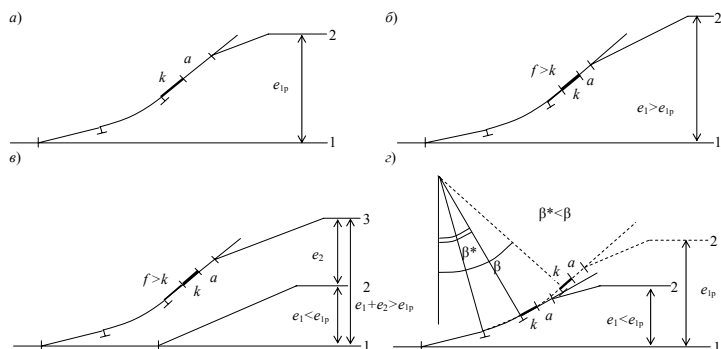 а)
2
a
k
e1р
1
б)
2
f>k
a
k
e1>e1р
1
в)
3
e2
f>k
a
k
2
e1<e1р
e1+e2>e1р
1
г)
β*<β
β*
β
2
a
k
2
a
k
e1<e1р
e1р
1